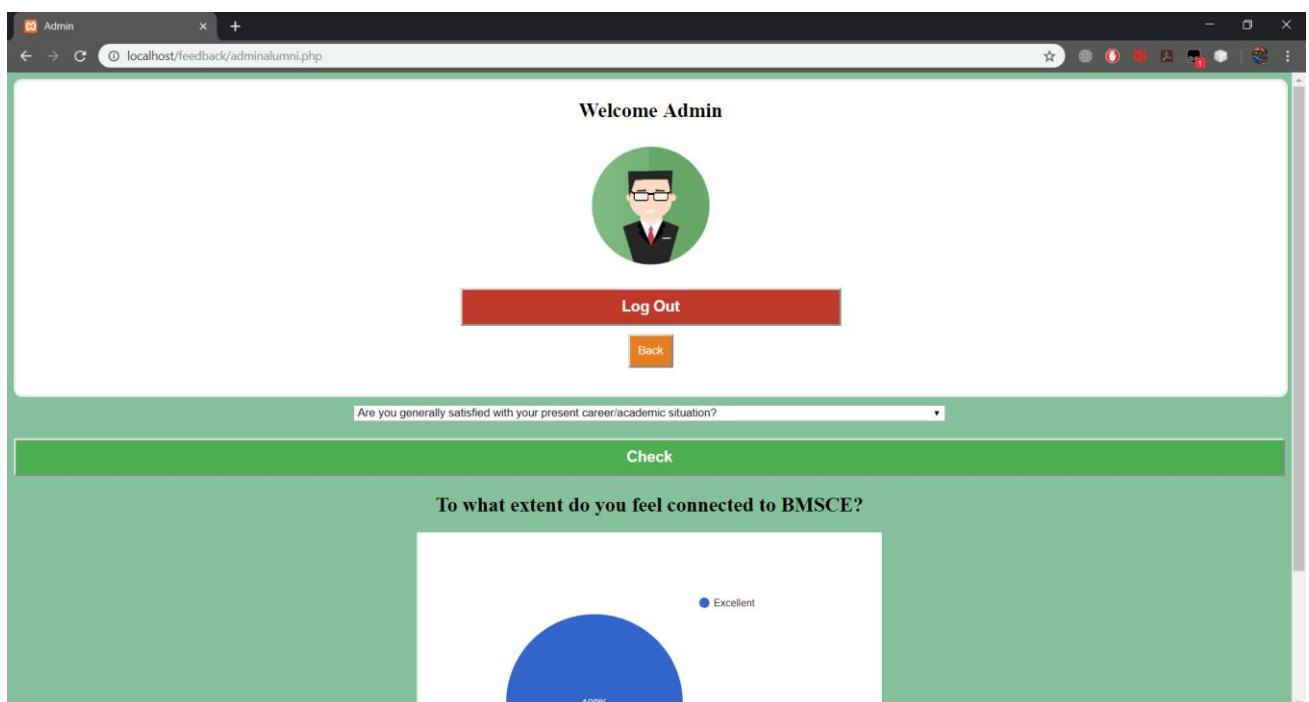 Admin
localhost/feedback/adminalumni.php
Welcome Admin
Log Out
Back
Are you generally satisfied with your present career/academic situation?
Check
To what extent do you feel connected to BMSCE?
Excellent